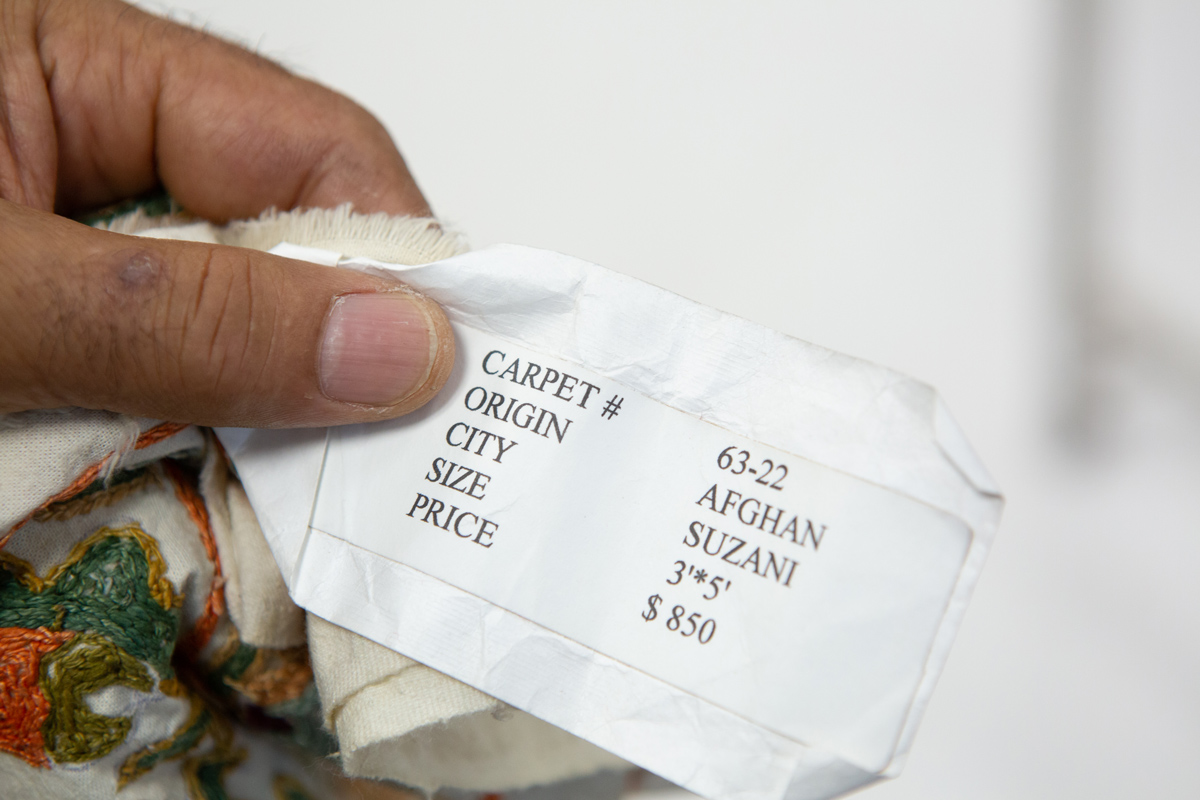 CARPET # 63-22
ORIGIN AFGHAN
CITY SUZANI
SIZE 3'*5'
PRICE $ 850